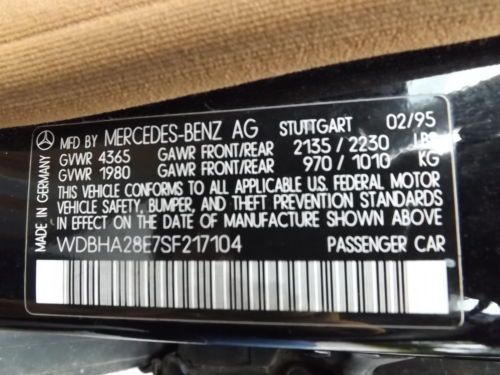 MADE IN GERMANY
MFD BY MERCEDES-BENZ AG STUTTGART 02/95
GVWR 4365 GAWR FRONT/REAR 2135/2230 LBS
GVWR 1980 GAWR FRONT/REAR 970/1010 KG
THIS VEHICLE CONFORMS TO ALL APPLICABLE U.S. FEDERAL MOTOR
VEHICLE SAFETY, BUMPER, AND THEFT PREVENTION STANDARDS
IN EFFECT ON THE DATE OF MANUFACTURE SHOWN ABOVE.
WDBHA28E7SF217104 PASSENGER CAR